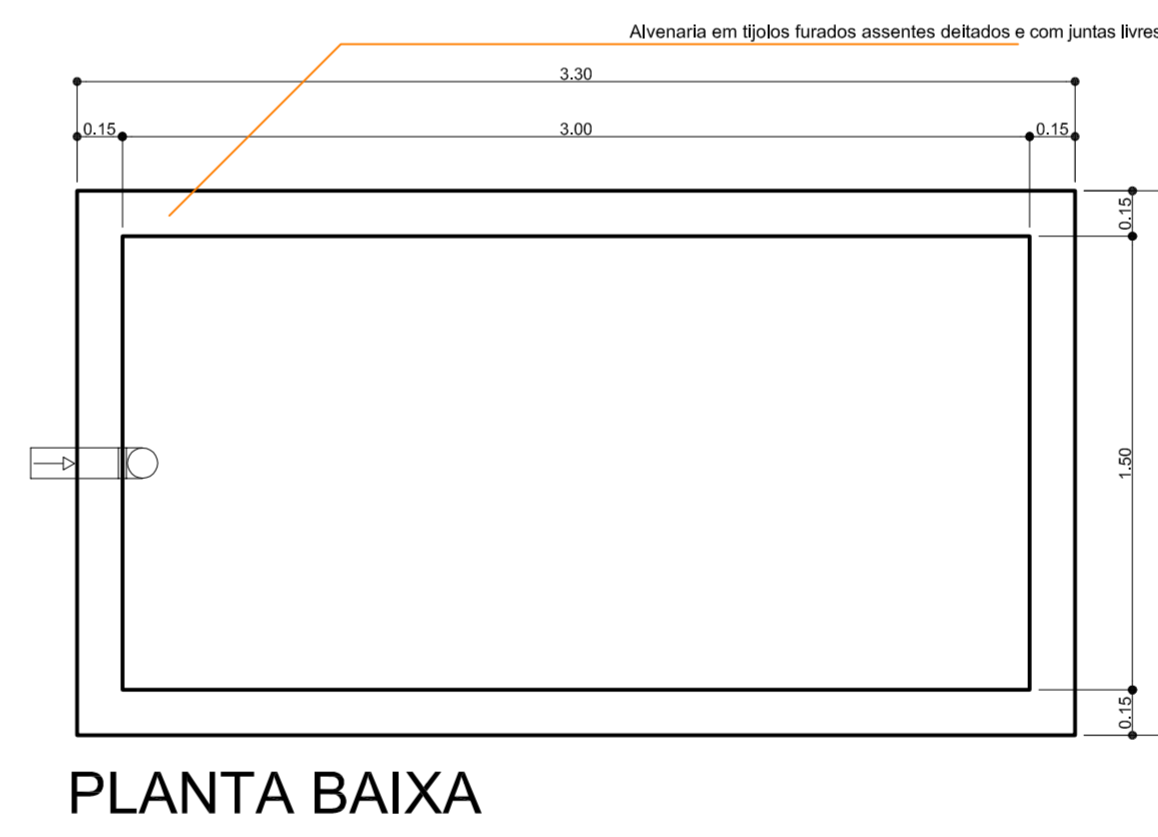 Alvenaria em tijolos furados assentes deitados e com juntas livres
3.30
0.15 3.00 0.15
0.15
1.50
0.15
PLANTA BAIXA